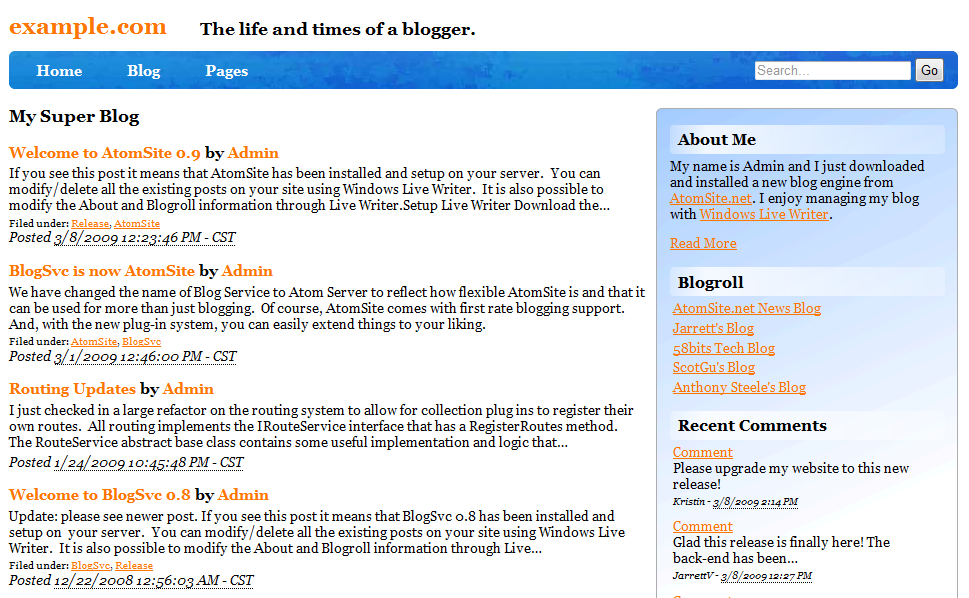 example.com
The life and times of a blogger.
Home Blog Pages
Search...
Go
My Super Blog
Welcome to AtomSite 0.9 by Admin
If you see this post it means that AtomSite has been installed and setup on your server.  You can
modify/delete all the existing posts on your site using Windows Live Writer.  It is also possible to
modify the About and Blogroll information through Live Writer.Setup Live Writer Download the...
Filed under: Release, AtomSite
Posted 3/8/2009 12:23:46 PM - CST
BlogSvc is now AtomSite by Admin
We have changed the name of Blog Service to Atom Server to reflect how flexible AtomSite is and that it
can be used for more than just blogging.  Of course, AtomSite comes with first rate blogging support.
And, with the new plug-in system, you can easily extend things to your liking.
Filed under: AtomSite, BlogSvc
Posted 3/1/2009 12:46:00 PM - CST
Routing Updates by Admin
I just checked in a large refactor on the routing system to allow for collection plug ins to register their
own routes.  All routing implements the IRouteService interface that has a RegisterRoutes method.
The RouteService abstract base class contains some useful implementation and logic that...
Posted 1/24/2009 10:45:48 PM - CST
Welcome to BlogSvc 0.8 by Admin
Update: please see newer post. If you see this post it means that BlogSvc 0.8 has been installed and
setup on  your server.  You can modify/delete all the existing posts on your site using Windows Live
Writer.  It is also possible to modify the About and Blogroll information through Live...
Filed under: BlogSvc, Release
Posted 12/22/2008 12:56:03 AM - CST
About Me
My name is Admin and I just downloaded
and installed a new blog engine from
AtomSite.net. I enjoy managing my blog
with Windows Live Writer.
Read More
Blogroll
AtomSite.net News Blog
Jarrett's Blog
58bits Tech Blog
ScotGu's Blog
Anthony Steele's Blog
Recent Comments
Comment
Please upgrade my website to this new
release!
Kristin - 3/8/2009 2:14 PM
Comment
Glad this release is finally here! The
back-end has been...
JarrettV - 3/8/2009 12:27 PM